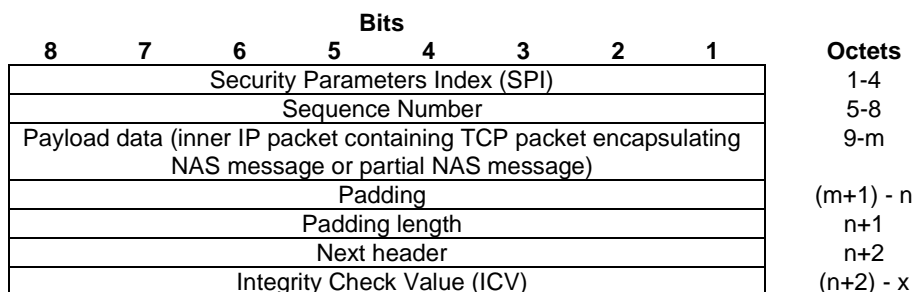 Bits
8 7 6 5 4 3 2 1 Octets
Security Parameters Index (SPI) 1-4
Sequence Number 5-8
Payload data (inner IP packet containing TCP packet encapsulating 9-m
NAS message or partial NAS message)
Padding (m+1) - n
Padding length n+1
Next header n+2
Integrity Check Value (ICV) (n+2) - x